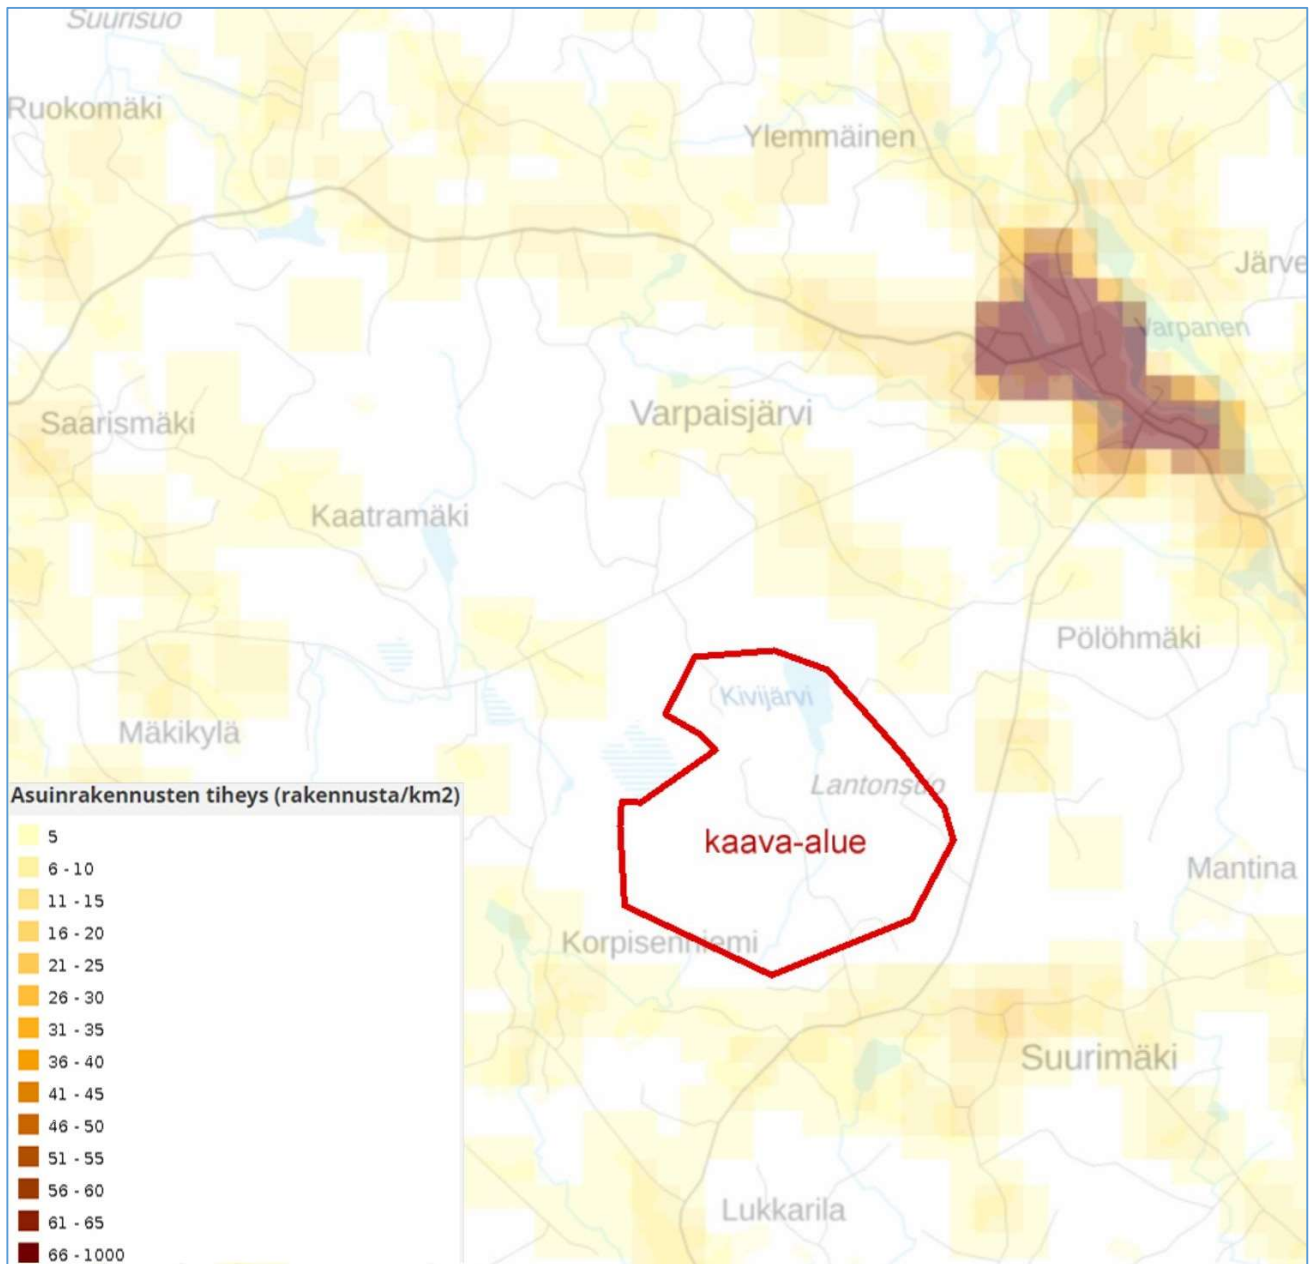 Suurisuo
Ruokomäki
Ylemmäinen
Järve
Varpanen
Varpaisjärvi
Saarismäki
Kaatramäki
Pölöhmäki
Kivijärvi
Mäkikylä
Lantonsuo
kaava-alue
Mantina
Korpisenniemi
Suurimäki
Lukkarila
Asuinrakennusten tiheys (rakennusta/km2)
5
6 - 10
11 - 15
16 - 20
21 - 25
26 - 30
31 - 35
36 - 40
41 - 45
46 - 50
51 - 55
56 - 60
61 - 65
66 - 1000